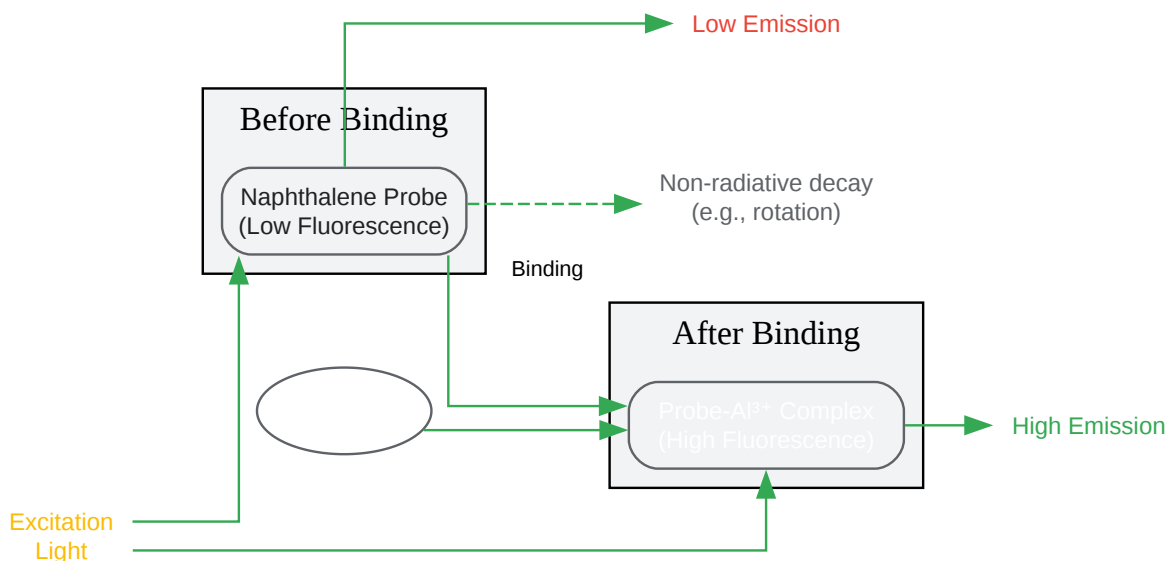 Low Emission
Before Binding
Naphthalene Probe
(Low Fluorescence)
Non-radiative decay
(e.g., rotation)
Binding
After Binding
Probe-Al³⁺ Complex
(High Fluorescence)
High Emission
Excitation
Light